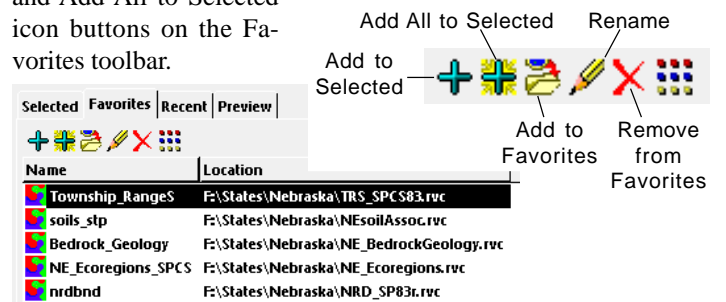 and Add All to Selected
icon buttons on the Fa-
vorites toolbar.
Add All to Selected
Rename
Add to
Selected
Add to
Favorites
Remove
from
Favorites
Selected Favorites Recent Preview
Name Location
Township_RangeS F:\States\Nebraska\TRS_SPCS83.rvc
soils_stp F:\States\Nebraska\NEsoilAssoc.rvc
Bedrock_Geology F:\States\Nebraska\NE_BedrockGeology.rvc
NE_Ecoregions_SPCS F:\States\Nebraska\NE_Ecoregions.rvc
nrdbnd F:\States\Nebraska\NRD_SP83r.rvc